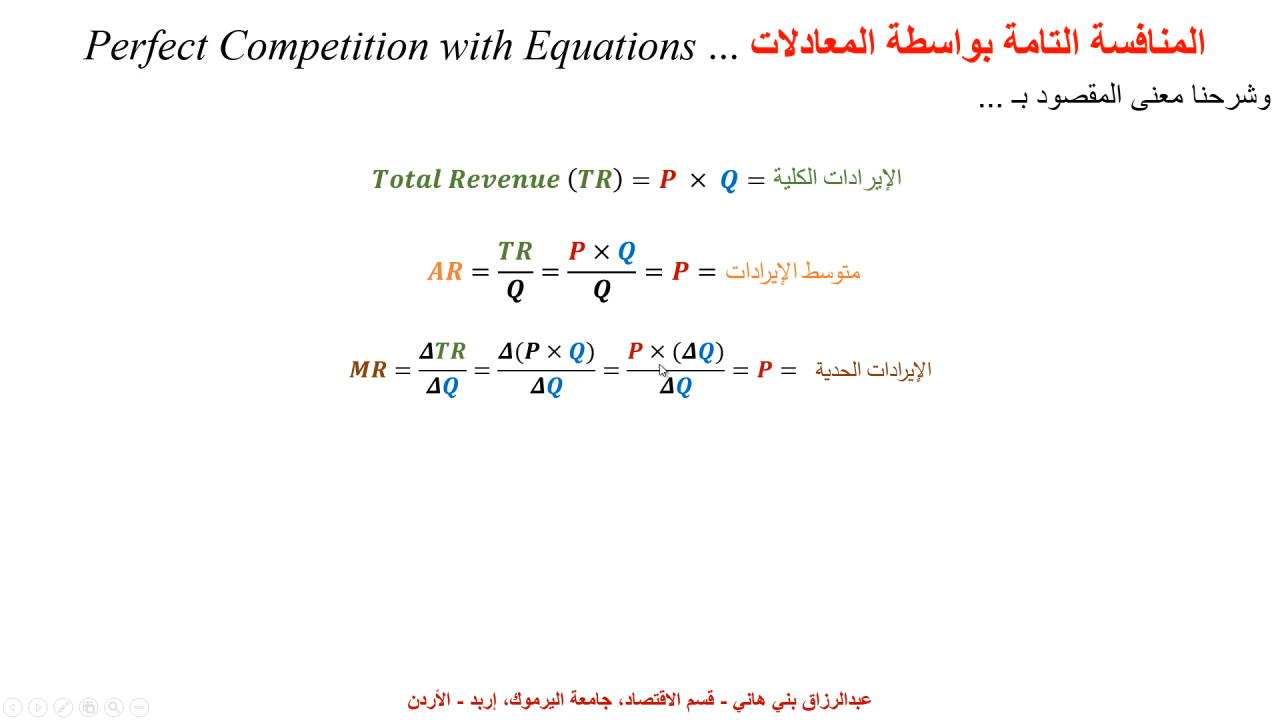 Perfect Competition with Equations ... المنافسة التامة بواسطة المعادلات
وشرحنا معنى المقصود بـ ...
Total Revenue (TR) = P × Q = الإيرادات الكلية
AR = TR/Q = P × Q/Q = P = متوسط الإيرادات
MR = ΔTR/ΔQ = Δ(P × Q)/ΔQ = P × (ΔQ)/ΔQ = P = الإيرادات الحدية
عبدالرزاق بني هاني - قسم الاقتصاد، جامعة اليرموك، إربد - الأردن